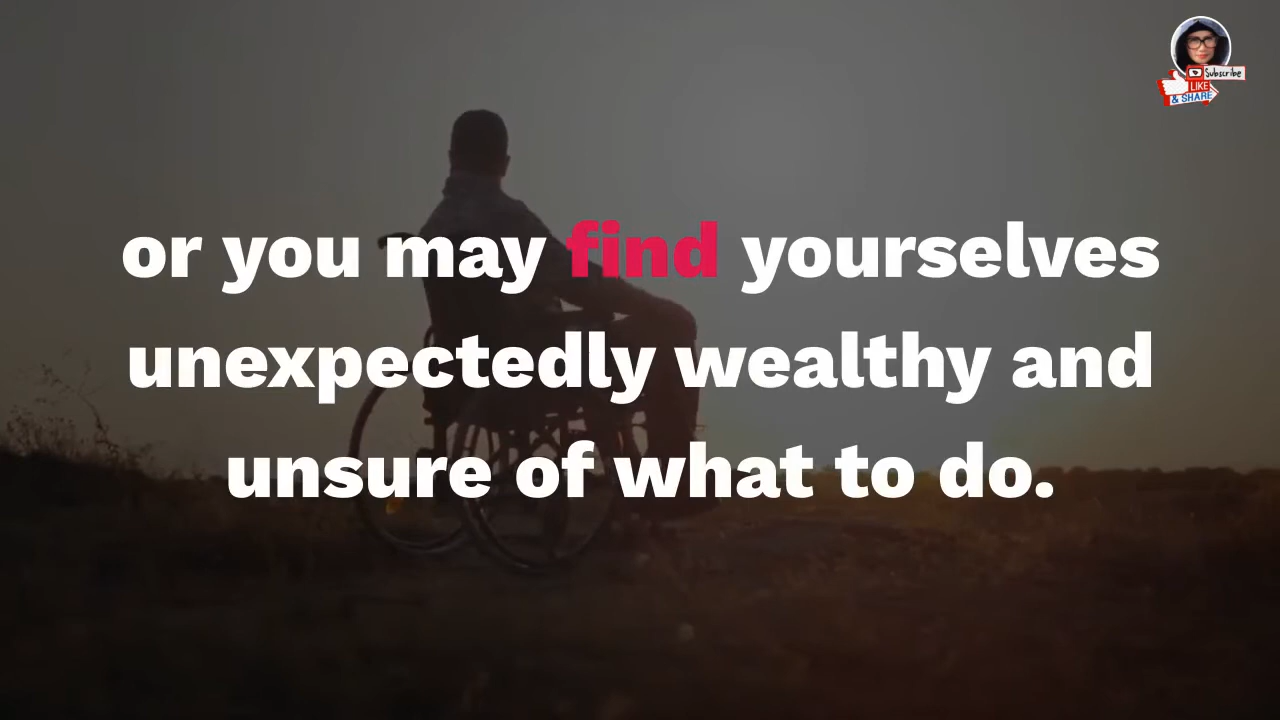 Subscribe
LIKE
& SHARE
or you may find yourselves
unexpectedly wealthy and
unsure of what to do.